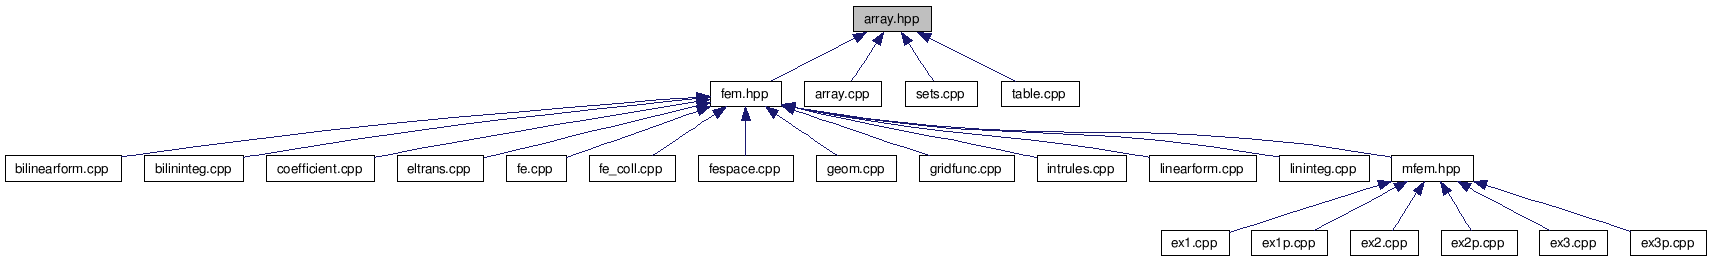 array.hpp
fem.hpp
array.cpp
sets.cpp
table.cpp
bilinearform.cpp
bilininteg.cpp
coefficient.cpp
eltrans.cpp
fe.cpp
fe_coll.cpp
fespace.cpp
geom.cpp
gridfunc.cpp
intrules.cpp
linearform.cpp
lininteg.cpp
mfem.hpp
ex1.cpp
ex1p.cpp
ex2.cpp
ex2p.cpp
ex3.cpp
ex3p.cpp